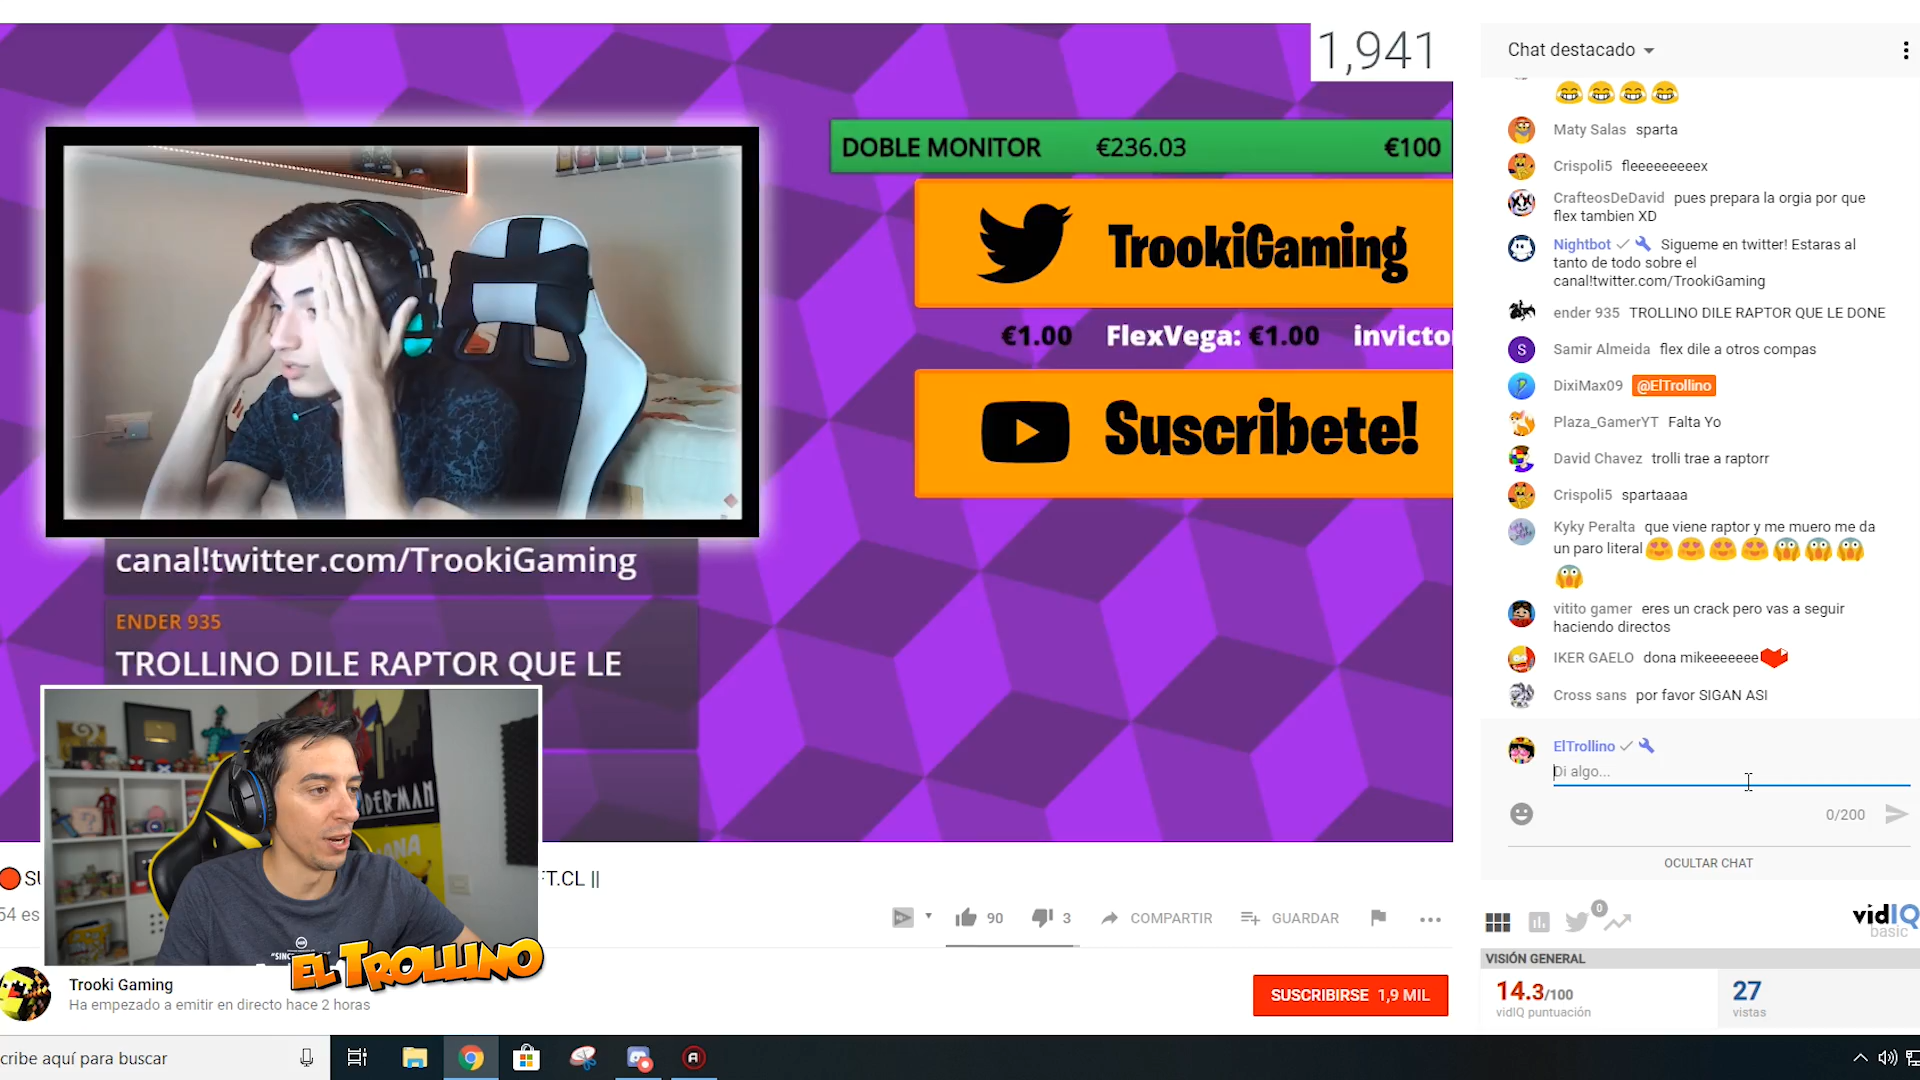 1,941
DOBLE MONITOR €236.03 €100
TrookiGaming
€1.00 FlexVega: €1.00 invicto
Suscribete!
canal!twitter.com/TrookiGaming
ENDER 935
TROLLINO DILE RAPTOR QUE LE
DER-MAN
ANA
EL TROLLINO
SU
FT.CL ||
54 es
90 3 COMPARTIR GUARDAR
Trooki Gaming
Ha empezado a emitir en directo hace 2 horas
SUSCRIBIRSE 1,9 MIL
Chat destacado
Maty Salas sparta
Crispoli5 fleeeeeeeeex
CrafteosDeDavid pues prepara la orgia por que
flex tambien XD
Nightbot Sigueme en twitter! Estaras al
tanto de todo sobre el
canal!twitter.com/TrookiGaming
ender 935 TROLLINO DILE RAPTOR QUE LE DONE
S Samir Almeida flex dile a otros compas
DixiMax09 @ElTrollino
Plaza_GamerYT Falta Yo
David Chavez trolli trae a raptorr
Crispoli5 spartaaaa
Kyky Peralta que viene raptor y me muero me da
un paro literal
vitito gamer eres un crack pero vas a seguir
haciendo directos
IKER GAELO dona mikeeeeeee
Cross sans por favor SIGAN ASI
ElTrollino
Di algo...
0/200
OCULTAR CHAT
0
vidIQ
basic
VISIÓN GENERAL
14.3/100 27
vidIQ puntuación vistas
cribe aquí para buscar